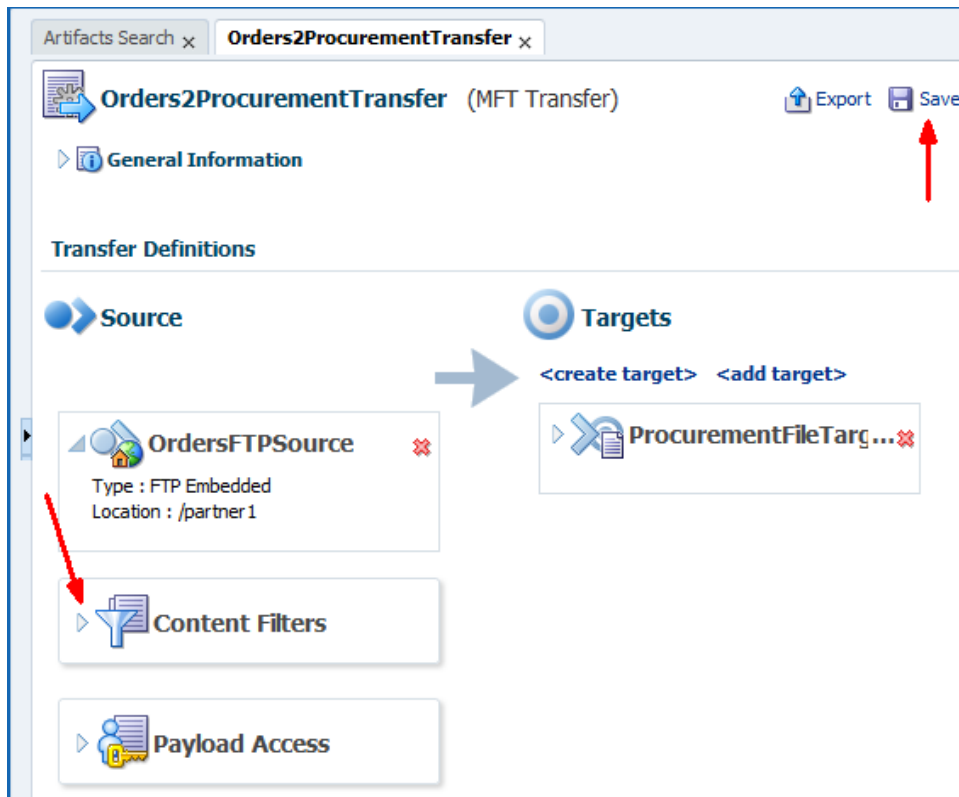 Artifacts Search x Orders2ProcurementTransfer x
Orders2ProcurementTransfer (MFT Transfer) Export Save
General Information
Transfer Definitions
Source
Targets
<create target> <add target>
OrdersFTPSource
Type : FTP Embedded
Location : /partner1
ProcurementFileTarg...
Content Filters
Payload Access